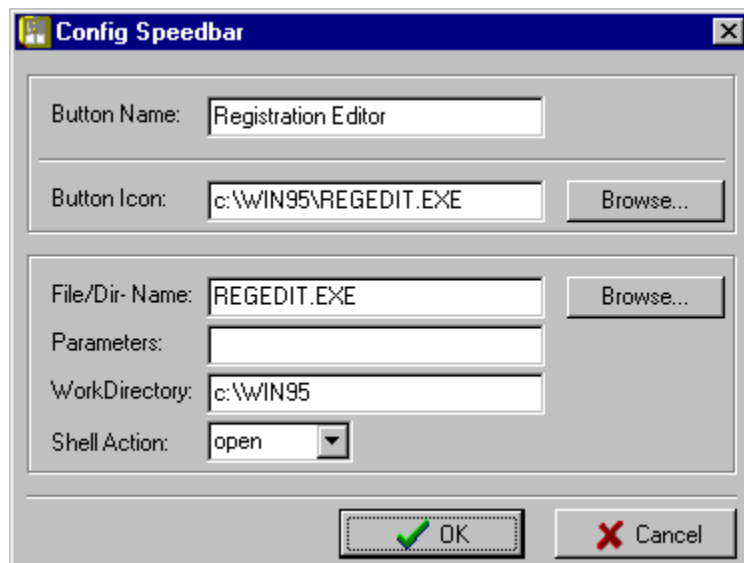 Config Speedbar
Button Name: Registration Editor
Button Icon: c:\WIN95\REGEDIT.EXE Browse...
File/Dir- Name: REGEDIT.EXE Browse...
Parameters:
WorkDirectory: c:\WIN95
Shell Action: open
OK Cancel